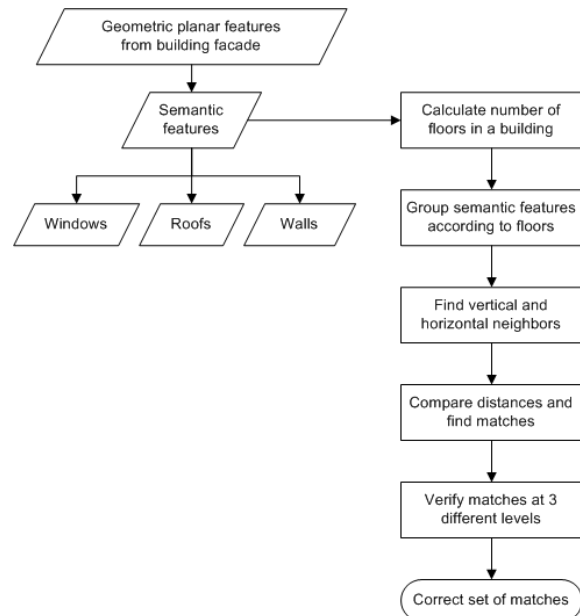 Geometric planar features
from building facade
Semantic
features
Calculate number of
floors in a building
Windows
Roofs
Walls
Group semantic features
according to floors
Find vertical and
horizontal neighbors
Compare distances and
find matches
Verify matches at 3
different levels
Correct set of matches